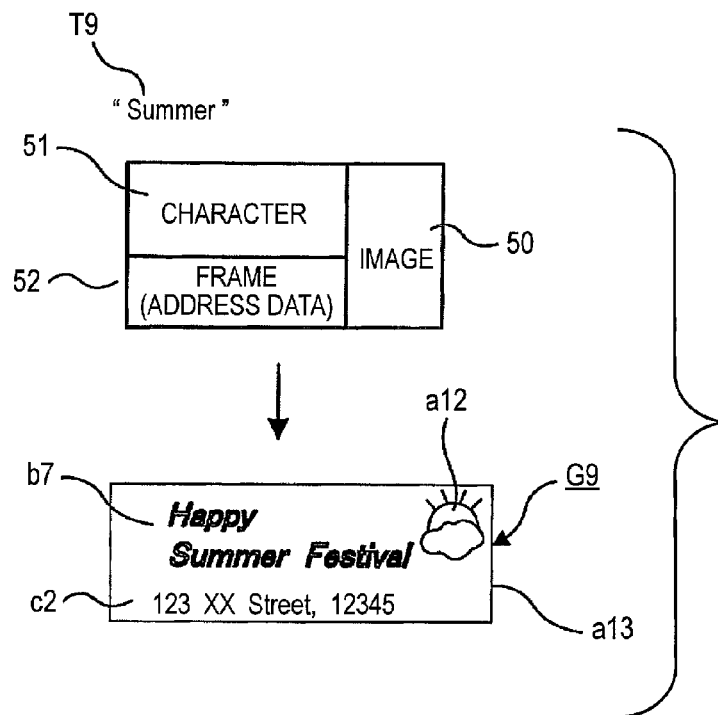 T9
“ Summer ”
51
CHARACTER
IMAGE
50
52
FRAME
(ADDRESS DATA)
a12
b7
G9
Happy
Summer Festival
c2
123 XX Street, 12345
a13